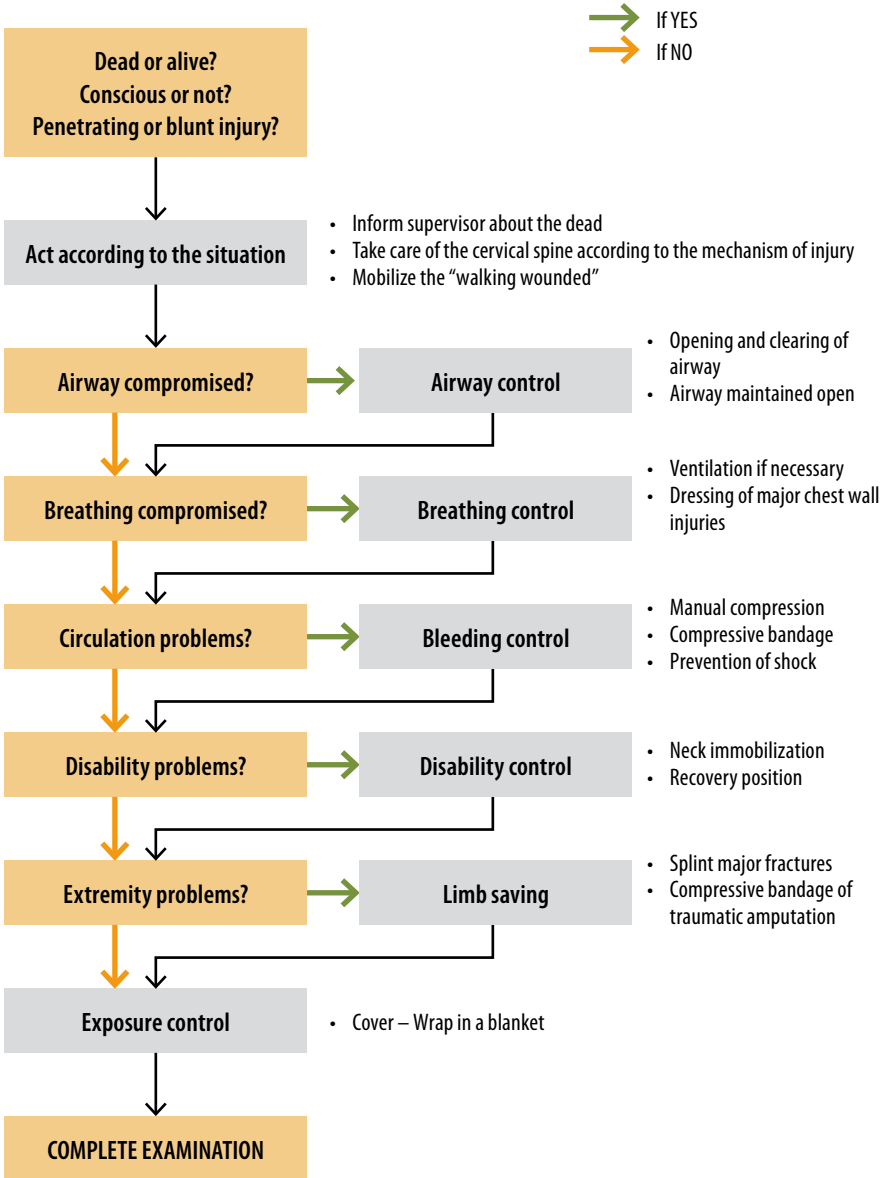 If YES
If NO
Dead or alive?
Conscious or not?
Penetrating or blunt injury?
Act according to the situation
• Inform supervisor about the dead
• Take care of the cervical spine according to the mechanism of injury
• Mobilize the “walking wounded”
Airway compromised?
Airway control
• Opening and clearing of
airway
• Airway maintained open
Breathing compromised?
Breathing control
• Ventilation if necessary
• Dressing of major chest wall
injuries
Circulation problems?
Bleeding control
• Manual compression
• Compressive bandage
• Prevention of shock
Disability problems?
Disability control
• Neck immobilization
• Recovery position
Extremity problems?
Limb saving
• Splint major fractures
• Compressive bandage of
traumatic amputation
Exposure control
• Cover – Wrap in a blanket
COMPLETE EXAMINATION